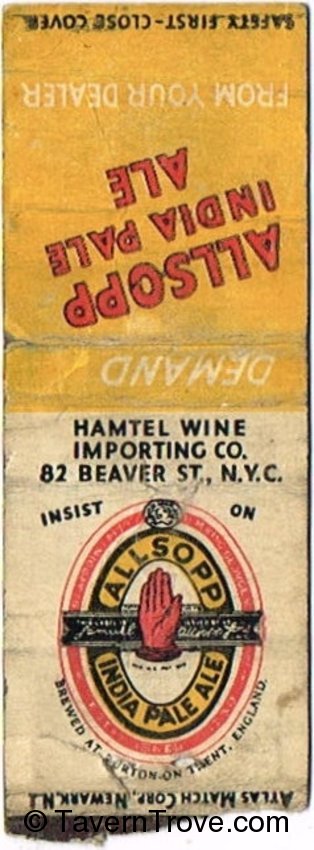 SAFETY FIRST-CLOSE COVER
DEMAND
ALLSOPP
INDIA PALE
ALE
FROM YOUR DEALER
HAMTEL WINE
IMPORTING CO.
82 BEAVER ST., N.Y.C.
INSIST ON
ALLSOPP
INDIA PALE ALE
BREWED AT BURTON-ON TRENT, ENGLAND.
ATLAS MATCH CORP., NEWARK, N.J.
© TavernTrove.com